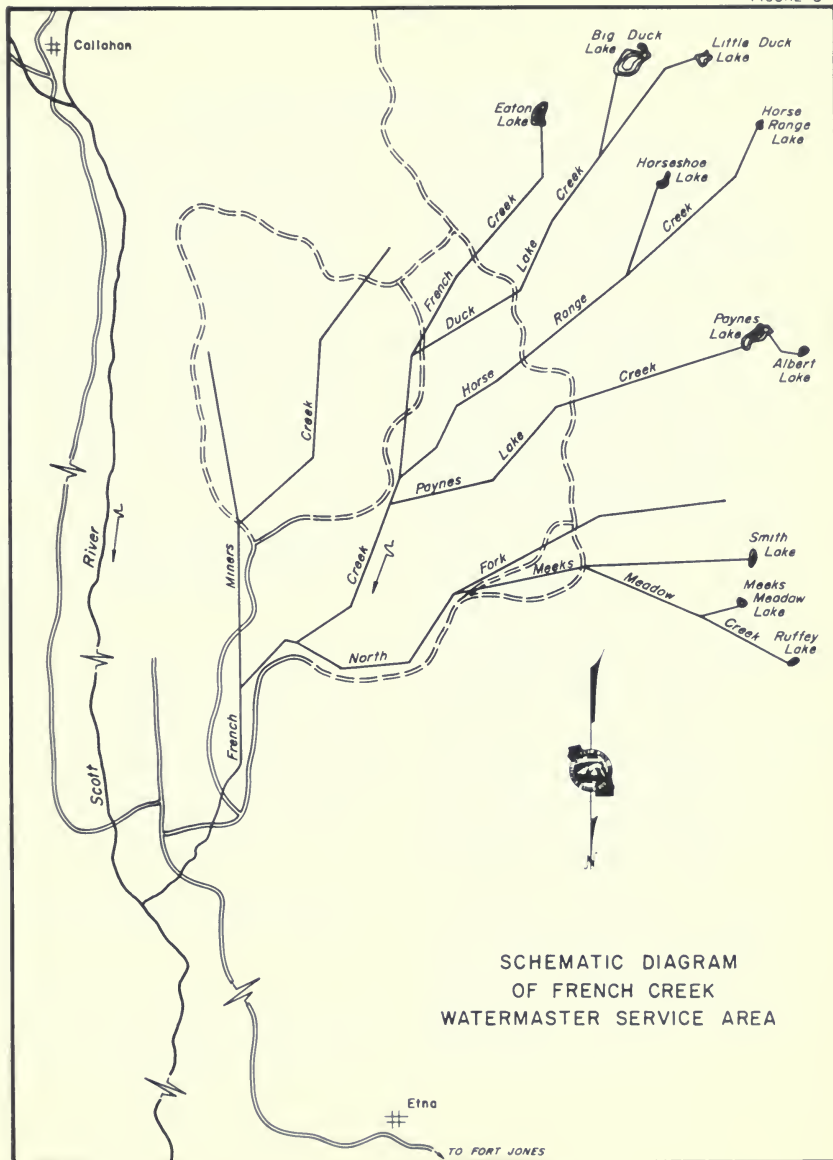 Callahan
Big Duck
Lake
Little Duck
Lake
Eaton
Lake
Horse
Range
Lake
Horseshoe
Lake
French Creek
Duck Lake Creek
Horse Range Creek
Paynes
Lake
Albert
Lake
Paynes Lake Creek
Miners Creek
Scott River
French Creek
North Fork
Meeks Meadow Creek
Smith
Lake
Meeks
Meadow
Lake
Ruffey
Lake
SCHEMATIC DIAGRAM
OF FRENCH CREEK
WATERMASTER SERVICE AREA
Etna
TO FORT JONES